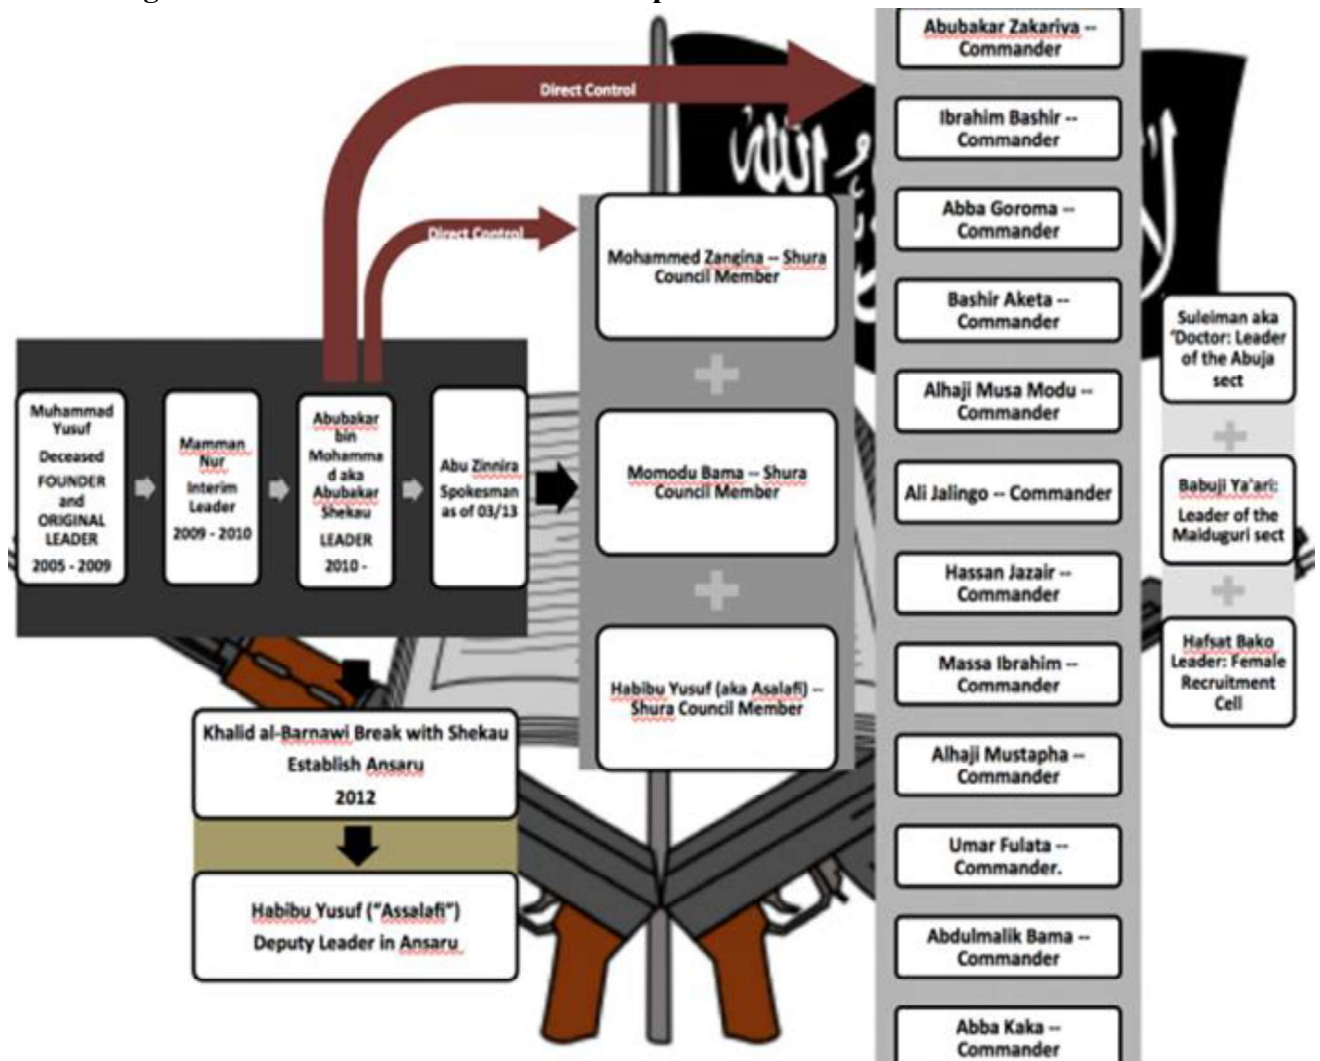 Direct Control
Direct Control
Muhammad
Yusuf
Deceased
FOUNDER
and
ORIGINAL
LEADER
2005 - 2009
Mamman
Nur
Interim
Leader
2009 - 2010
Abubakar
bin
Mohamma
d aka
Abubakar
Shekau
LEADER
2010 -
Abu Zinnira
Spokesman
as of 03/13
Khalid al-Barnawi Break with Shekau
Establish Ansaru
2012
Habibu Yusuf (“Assalafi”)
Deputy Leader in Ansaru
Mohammed Zangina -- Shura
Council Member
Momodu Bama -- Shura
Council Member
Habibu Yusuf (aka Asalafi) --
Shura Council Member
Abubakar Zakariya --
Commander
Ibrahim Bashir --
Commander
Abba Goroma --
Commander
Bashir Aketa --
Commander
Alhaji Musa Modu --
Commander
Ali Jalingo -- Commander
Hassan Jazair --
Commander
Massa Ibrahim --
Commander
Alhaji Mustapha --
Commander
Umar Fulata --
Commander.
Abdulmalik Bama --
Commander
Abba Kaka --
Commander
Suleiman aka
‘Doctor: Leader
of the Abuja
sect
Babuji Ya'ari:
Leader of the
Maiduguri sect
Hafsat Bako
Leader: Female
Recruitment
Cell